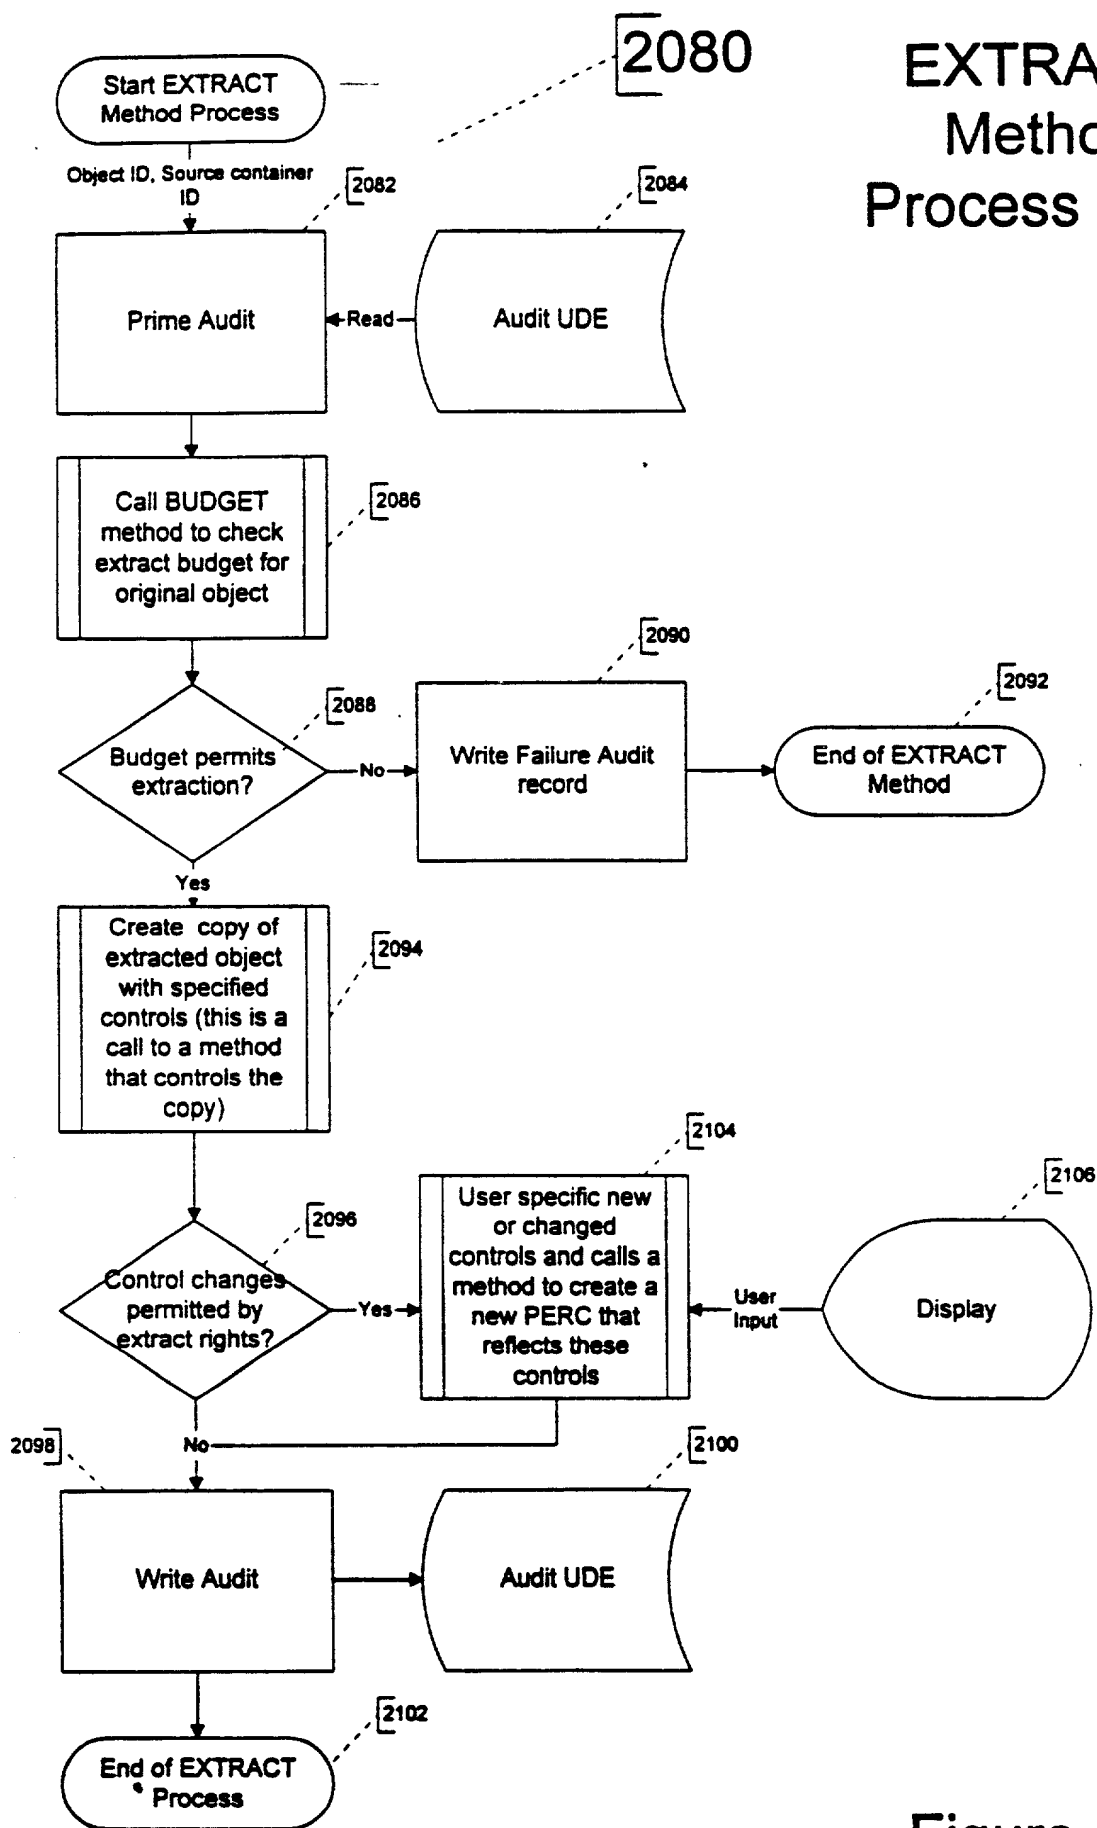 2080
EXTRA
Metho
Process
Start EXTRACT
Method Process
Object ID, Source container
ID
2082
2084
Prime Audit
Read
Audit UDE
Call BUDGET
method to check
extract budget for
original object
2086
2090
2092
2088
Budget permits
extraction?
No
Write Failure Audit
record
End of EXTRACT
Method
Yes
Create copy of
extracted object
with specified
controls (this is a
call to a method
that controls the
copy)
2094
2104
2106
2096
Control changes
permitted by
extract rights?
Yes
User specific new
or changed
controls and calls a
method to create a
new PERC that
reflects these
controls
User
Input
Display
2098
No
2100
Write Audit
Audit UDE
2102
End of EXTRACT
Process
Figure